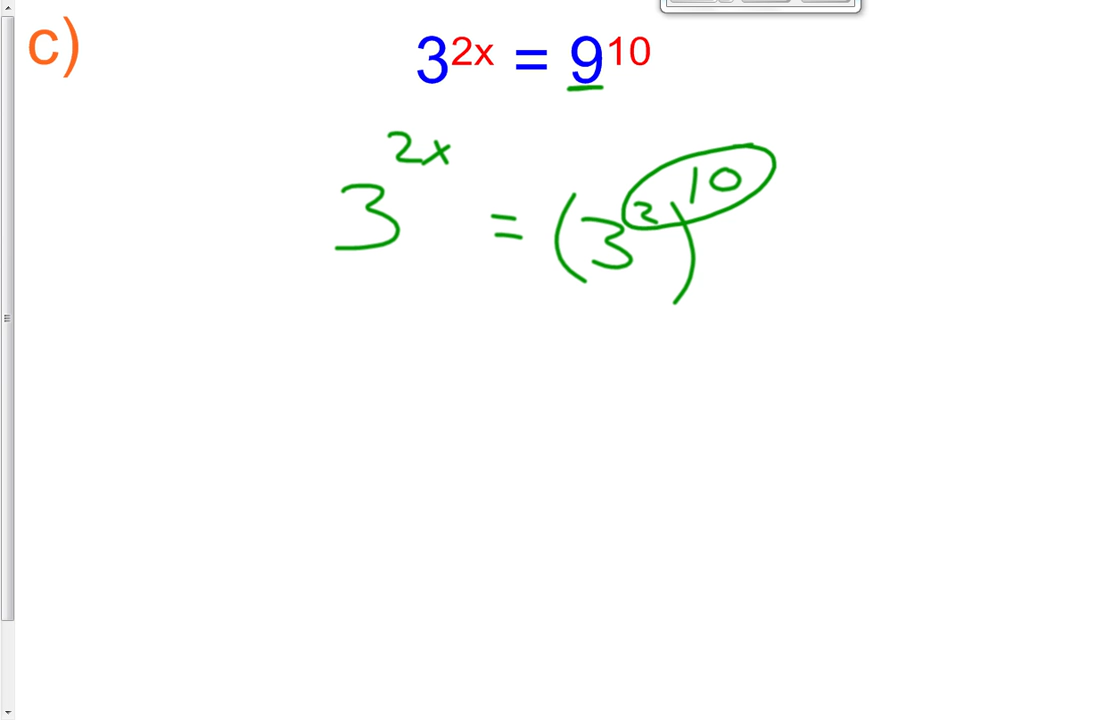 c) 3^2x = 9^10
3^2x = (3^2)^10